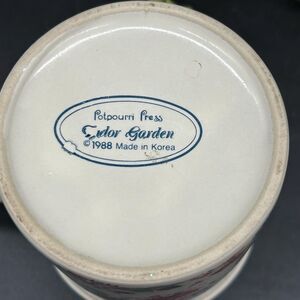 Potpourri Press
Tudor Garden
©1988 Made in Korea